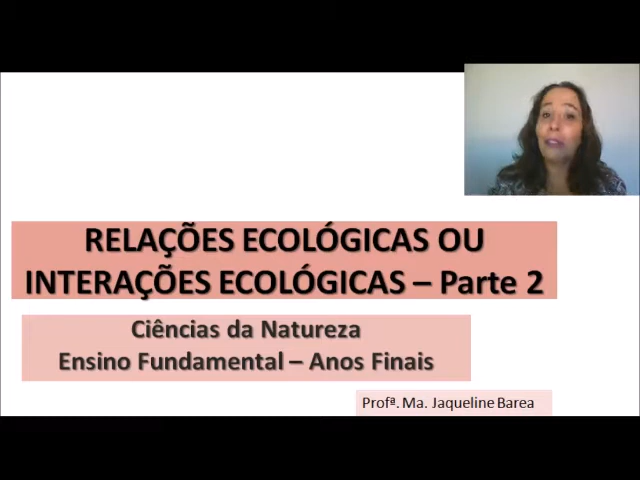 RELAÇÕES ECOLÓGICAS OU
INTERAÇÕES ECOLÓGICAS – Parte 2
Ciências da Natureza
Ensino Fundamental – Anos Finais
Profª. Ma. Jaqueline Barea